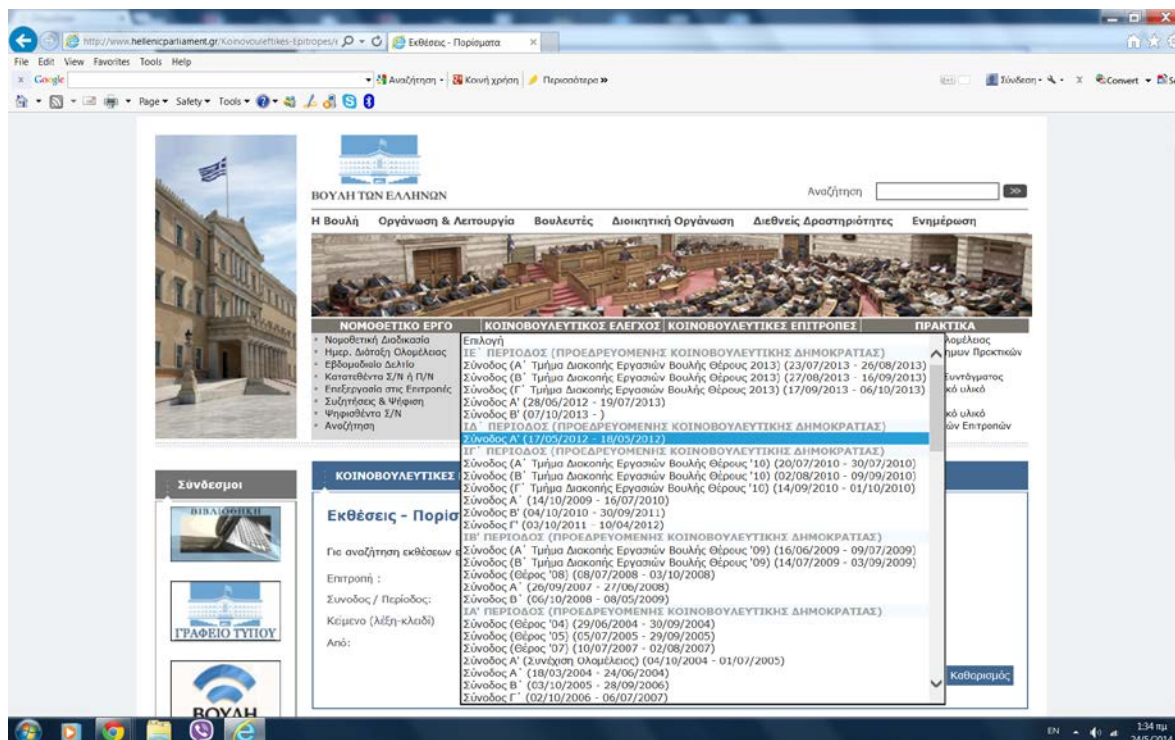 http://www.hellenicparliament.gr/Koinovouleftikes-Epitropes/
Εκθέσεις - Πορίσματα
File Edit View Favorites Tools Help
Google
Αναζήτηση
Κοινή χρήση
Περισσότερα »
Σύνδεση
Convert
Page Safety Tools
ΒΟΥΛΗ ΤΩΝ ΕΛΛΗΝΩΝ
Αναζήτηση
Η Βουλή Οργάνωση & Λειτουργία Βουλευτές Διοικητική Οργάνωση Διεθνείς Δραστηριότητες Ενημέρωση
ΝΟΜΟΘΕΤΙΚΟ ΕΡΓΟ ΚΟΙΝΟΒΟΥΛΕΥΤΙΚΟΣ ΕΛΕΓΧΟΣ ΚΟΙΝΟΒΟΥΛΕΥΤΙΚΕΣ ΕΠΙΤΡΟΠΕΣ ΠΡΑΚΤΙΚΑ
Νομοθετική Διαδικασία
Ημερ. Διάταξη Ολομέλειας
Εβδομαδιαίο Δελτίο
Κατατεθέντα Σ/Ν ή Π/Ν
Επεξεργασία στις Επιτροπές
Συζητήσεις & Ψήφιση
Ψηφισθέντα Σ/Ν
Αναζήτηση
Επιλογή
ΙΕ΄ ΠΕΡΙΟΔΟΣ (ΠΡΟΕΔΡΕΥΟΜΕΝΗΣ ΚΟΙΝΟΒΟΥΛΕΥΤΙΚΗΣ ΔΗΜΟΚΡΑΤΙΑΣ)
Σύνοδος (Α΄ Τμήμα Διακοπής Εργασιών Βουλής Θέρους 2013) (23/07/2013 - 26/08/2013)
Σύνοδος (Β΄ Τμήμα Διακοπής Εργασιών Βουλής Θέρους 2013) (27/08/2013 - 16/09/2013)
Σύνοδος (Γ΄ Τμήμα Διακοπής Εργασιών Βουλής Θέρους 2013) (17/09/2013 - 06/10/2013)
Σύνοδος Α' (28/06/2012 - 19/07/2013)
Σύνοδος Β' (07/10/2013 - )
ΙΔ΄ ΠΕΡΙΟΔΟΣ (ΠΡΟΕΔΡΕΥΟΜΕΝΗΣ ΚΟΙΝΟΒΟΥΛΕΥΤΙΚΗΣ ΔΗΜΟΚΡΑΤΙΑΣ)
Σύνοδος Α' (17/05/2012 - 18/05/2012)
ΙΓ΄ ΠΕΡΙΟΔΟΣ (ΠΡΟΕΔΡΕΥΟΜΕΝΗΣ ΚΟΙΝΟΒΟΥΛΕΥΤΙΚΗΣ ΔΗΜΟΚΡΑΤΙΑΣ)
Σύνοδος (Α΄ Τμήμα Διακοπής Εργασιών Βουλής Θέρους '10) (20/07/2010 - 30/07/2010)
Σύνοδος (Β΄ Τμήμα Διακοπής Εργασιών Βουλής Θέρους '10) (02/08/2010 - 09/09/2010)
Σύνοδος (Γ΄ Τμήμα Διακοπής Εργασιών Βουλής Θέρους '10) (14/09/2010 - 01/10/2010)
Σύνοδος Α΄ (14/10/2009 - 16/07/2010)
Σύνοδος Β' (04/10/2010 - 30/09/2011)
Σύνοδος Γ' (03/10/2011 - 10/04/2012)
ΙΒ' ΠΕΡΙΟΔΟΣ (ΠΡΟΕΔΡΕΥΟΜΕΝΗΣ ΚΟΙΝΟΒΟΥΛΕΥΤΙΚΗΣ ΔΗΜΟΚΡΑΤΙΑΣ)
Σύνοδος (Α΄ Τμήμα Διακοπής Εργασιών Βουλής Θέρους '09) (16/06/2009 - 09/07/2009)
Σύνοδος (Β΄ Τμήμα Διακοπής Εργασιών Βουλής Θέρους '09) (14/07/2009 - 03/09/2009)
Σύνοδος (Θέρος '08) (08/07/2008 - 03/10/2008)
Σύνοδος Α΄ (26/09/2007 - 27/06/2008)
Σύνοδος Β΄ (06/10/2008 - 08/05/2009)
ΙΑ' ΠΕΡΙΟΔΟΣ (ΠΡΟΕΔΡΕΥΟΜΕΝΗΣ ΚΟΙΝΟΒΟΥΛΕΥΤΙΚΗΣ ΔΗΜΟΚΡΑΤΙΑΣ)
Σύνοδος (Θέρος '04) (29/06/2004 - 30/09/2004)
Σύνοδος (Θέρος '05) (05/07/2005 - 29/09/2005)
Σύνοδος (Θέρος '07) (10/07/2007 - 02/08/2007)
Σύνοδος Α' (Συνέχιση Ολομέλειος) (04/10/2004 - 01/07/2005)
Σύνοδος Α΄ (18/03/2004 - 24/06/2004)
Σύνοδος Β΄ (03/10/2005 - 28/09/2006)
Σύνοδος Γ΄ (02/10/2006 - 06/07/2007)
Πρακτικών
Συντάγματος
υλικό
υλικό
Επιτροπών
Σύνδεσμοι
ΒΙΒΛΙΟΘΗΚΗ
ΓΡΑΦΕΙΟ ΤΥΠΟΥ
ΒΟΥΛΗ
ΚΟΙΝΟΒΟΥΛΕΥΤΙΚΕΣ
Εκθέσεις - Πορίσ
Για αναζήτηση εκθέσεων
Επιτροπή :
Συνοδος / Περίοδος:
Κείμενο (λέξη-κλειδί)
Από:
Καθαρισμός
EN
1:34 πμ
24/5/2014